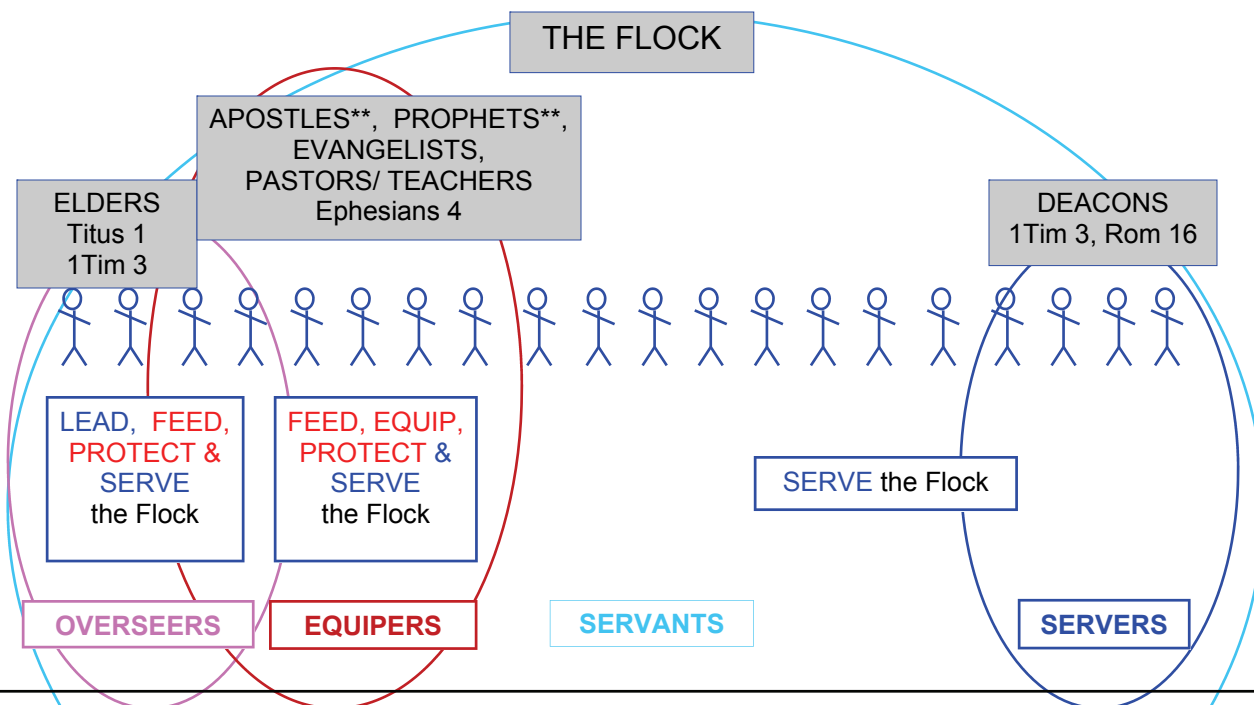 THE FLOCK
APOSTLES**, PROPHETS**,
EVANGELISTS,
PASTORS/ TEACHERS
Ephesians 4
ELDERS
Titus 1
1Tim 3
DEACONS
1Tim 3, Rom 16
LEAD, FEED,
PROTECT &
SERVE
the Flock
FEED, EQUIP,
PROTECT &
SERVE
the Flock
SERVE the Flock
OVERSEERS
EQUIPERS
SERVANTS
SERVERS